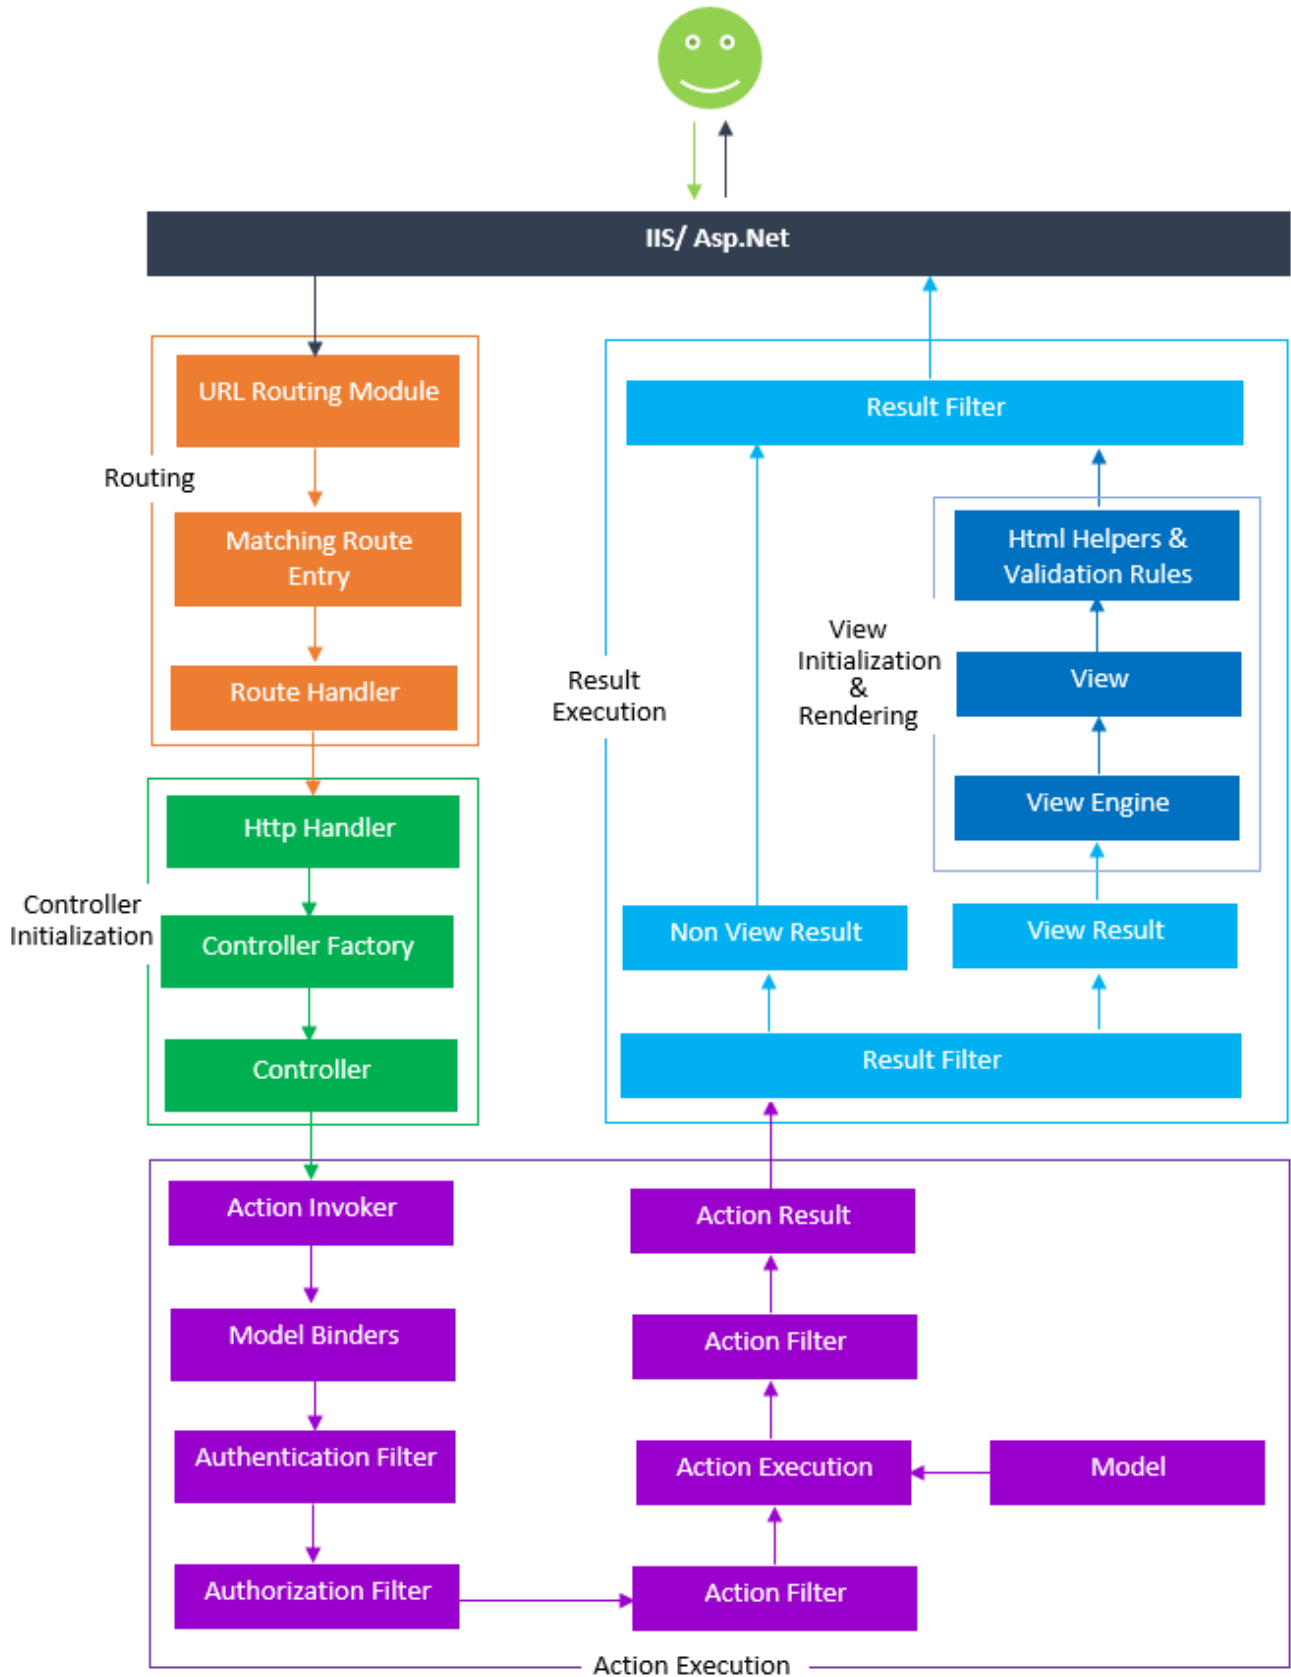 IIS/ Asp.Net
URL Routing Module
Routing
Matching Route
Entry
Route Handler
Http Handler
Controller
Initialization
Controller Factory
Controller
Action Invoker
Model Binders
Authentication Filter
Authorization Filter
Action Filter
Action Execution
Model
Action Filter
Action Result
Result Filter
Non View Result
View Result
View Engine
View
Html Helpers &
Validation Rules
View
Initialization
&
Rendering
Result
Execution
Result Filter
Action Execution